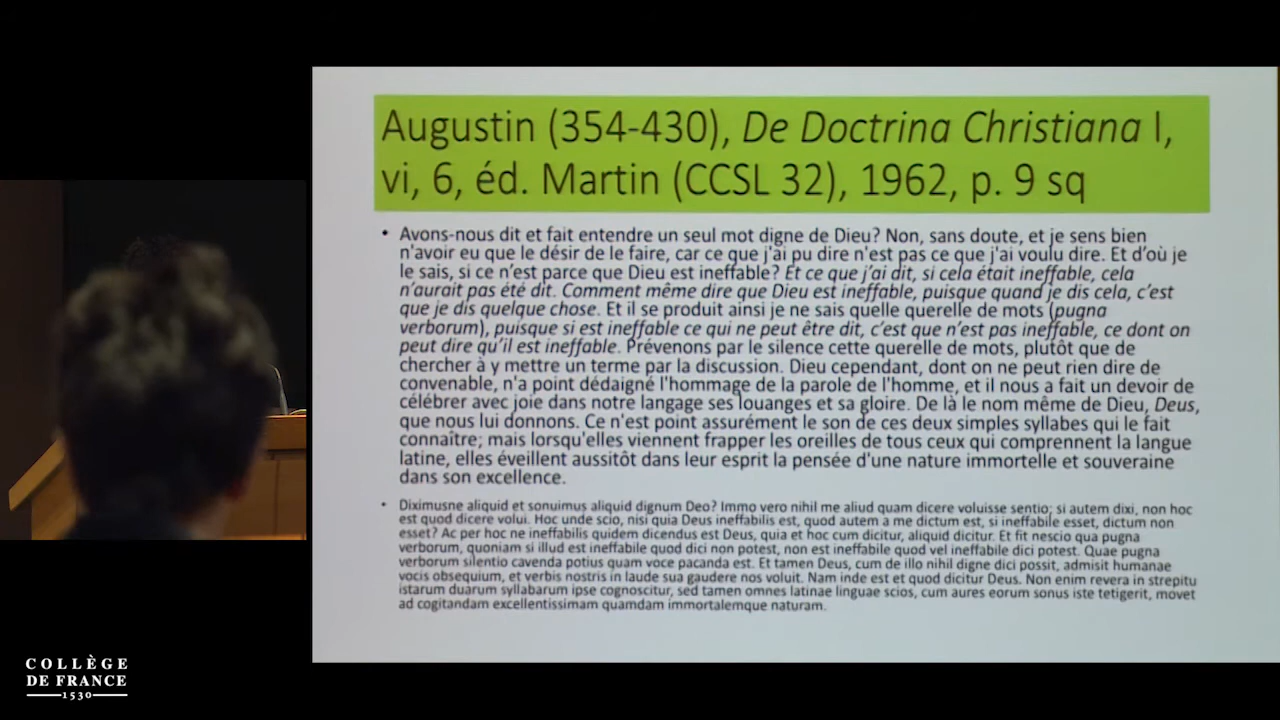 Augustin (354-430), De Doctrina Christiana I,
vi, 6, éd. Martin (CCSL 32), 1962, p. 9 sq
• Avons-nous dit et fait entendre un seul mot digne de Dieu? Non, sans doute, et je sens bien
n'avoir eu que le désir de le faire, car ce que j'ai pu dire n'est pas ce que j'ai voulu dire. Et d’où je
le sais, si ce n’est parce que Dieu est ineffable? Et ce que j’ai dit, si cela était ineffable, cela
n’aurait pas été dit. Comment même dire que Dieu est ineffable, puisque quand je dis cela, c’est
que je dis quelque chose. Et il se produit ainsi je ne sais quelle querelle de mots (pugna
verborum), puisque si est ineffable ce qui ne peut être dit, c’est que n’est pas ineffable, ce dont on
peut dire qu’il est ineffable. Prévenons par le silence cette querelle de mots, plutôt que de
chercher à y mettre un terme par la discussion. Dieu cependant, dont on ne peut rien dire de
convenable, n'a point dédaigné l'hommage de la parole de l'homme, et il nous a fait un devoir de
célébrer avec joie dans notre langage ses louanges et sa gloire. De là le nom même de Dieu, Deus,
que nous lui donnons. Ce n'est point assurément le son de ces deux simples syllabes qui le fait
connaître; mais lorsqu'elles viennent frapper les oreilles de tous ceux qui comprennent la langue
latine, elles éveillent aussitôt dans leur esprit la pensée d'une nature immortelle et souveraine
dans son excellence.
• Diximusne aliquid et sonuimus aliquid dignum Deo? Immo vero nihil me aliud quam dicere voluisse sentio; si autem dixi, non hoc
est quod dicere volui. Hoc unde scio, nisi quia Deus ineffabilis est, quod autem a me dictum est, si ineffabile esset, dictum non
esset? Ac per hoc ne ineffabilis quidem dicendus est Deus, quia et hoc cum dicitur, aliquid dicitur. Et fit nescio qua pugna
verborum, quoniam si illud est ineffabile quod dici non potest, non est ineffabile quod vel ineffabile dici potest. Quae pugna
verborum silentio cavenda potius quam voce pacanda est. Et tamen Deus, cum de illo nihil digne dici possit, admisit humanae
vocis obsequium, et verbis nostris in laude sua gaudere nos voluit. Nam inde est et quod dicitur Deus. Non enim revera in strepitu
istarum duarum syllabarum ipse cognoscitur, sed tamen omnes latinae linguae scios, cum aures eorum sonus iste tetigerit, movet
ad cogitandam excellentissimam quamdam immortalemque naturam.
COLLÈGE
DE FRANCE
1530